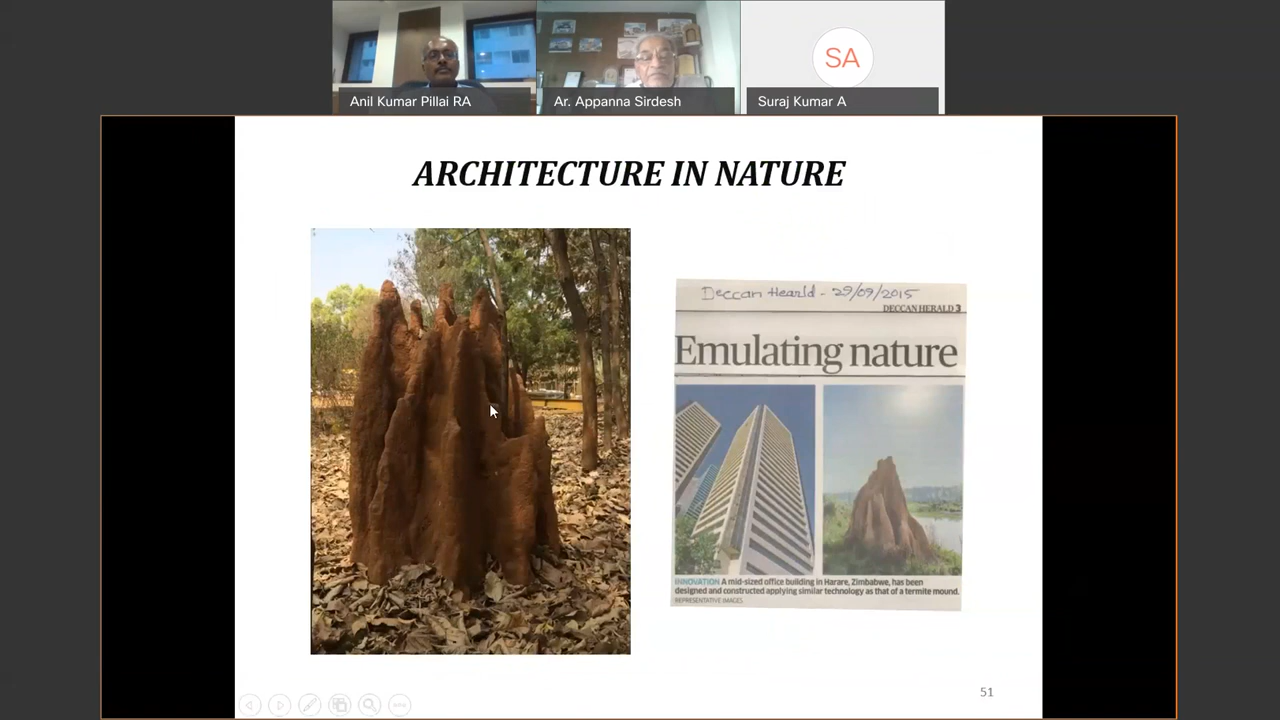 Anil Kumar Pillai RA
Ar. Appanna Sirdesh
SA
Suraj Kumar A
ARCHITECTURE IN NATURE
Deccan Hearld - 29/09/2015
DECCAN HERALD 3
Emulating nature
INNOVATION A mid-sized office building in Harare, Zimbabwe, has been
designed and constructed applying similar technology as that of a termite mound.
REPRESENTATIVE IMAGES
51